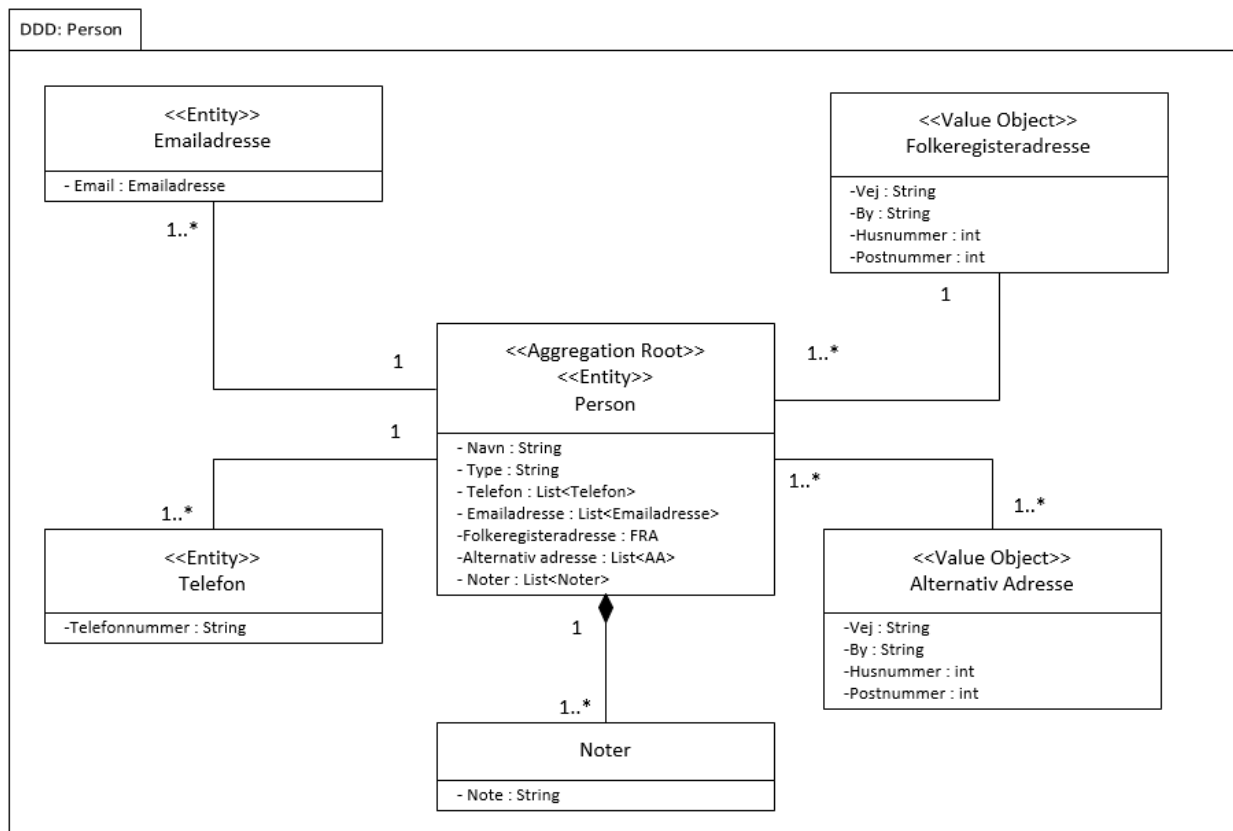 DDD: Person
<<Entity>>
Emailadresse
- Email : Emailadresse
1..*
1
<<Value Object>>
Folkeregisteradresse
-Vej : String
-By : String
-Husnummer : int
-Postnummer : int
1
1..*
<<Aggregation Root>>
<<Entity>>
Person
- Navn : String
- Type : String
- Telefon : List<Telefon>
- Emailadresse : List<Emailadresse>
-Folkeregisteradresse : FRA
-Alternativ adresse : List<AA>
- Noter : List<Noter>
1
1..*
<<Entity>>
Telefon
-Telefonnummer : String
1..*
1..*
<<Value Object>>
Alternativ Adresse
-Vej : String
-By : String
-Husnummer : int
-Postnummer : int
1
1..*
Noter
- Note : String